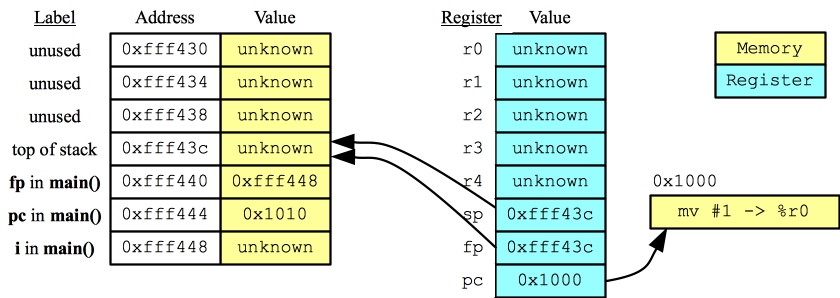 Label Address Value Register Value
unused 0xfff430 unknown r0 unknown
unused 0xfff434 unknown r1 unknown Memory
unused 0xfff438 unknown r2 unknown Register
top of stack 0xfff43c unknown r3 unknown
fp in main() 0xfff440 0xfff448 r4 unknown 0x1000
pc in main() 0xfff444 0x1010 sp 0xfff43c mv #1 -> %r0
i in main() 0xfff448 unknown fp 0xfff43c
pc 0x1000